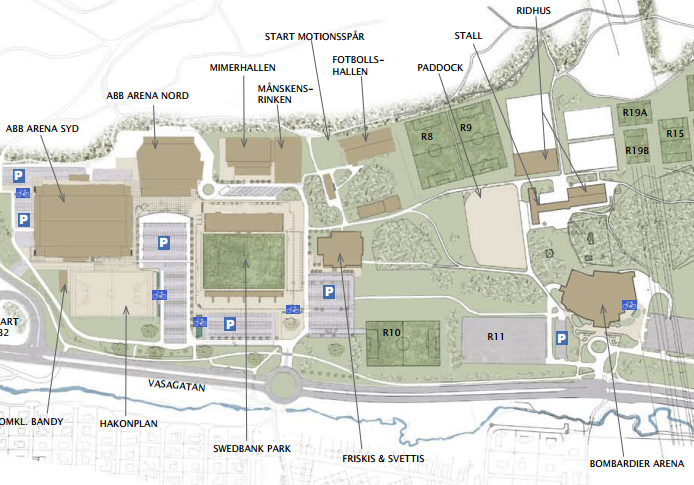 RIDHUS
START MOTIONSSPÅR
STALL
FOTBOLLS-
HALLEN
MIMERHALLEN
PADDOCK
MÅNSKENS-
RINKEN
ABB ARENA NORD
ABB ARENA SYD
R19A
R8
R9
R15
R19B
P
P
P
P
P
P
ART
32
R10
R11
VASAGATAN
OMKL. BANDY
HAKONPLAN
SWEDBANK PARK
FRISKIS & SVETTIS
BOMBARDIER ARENA